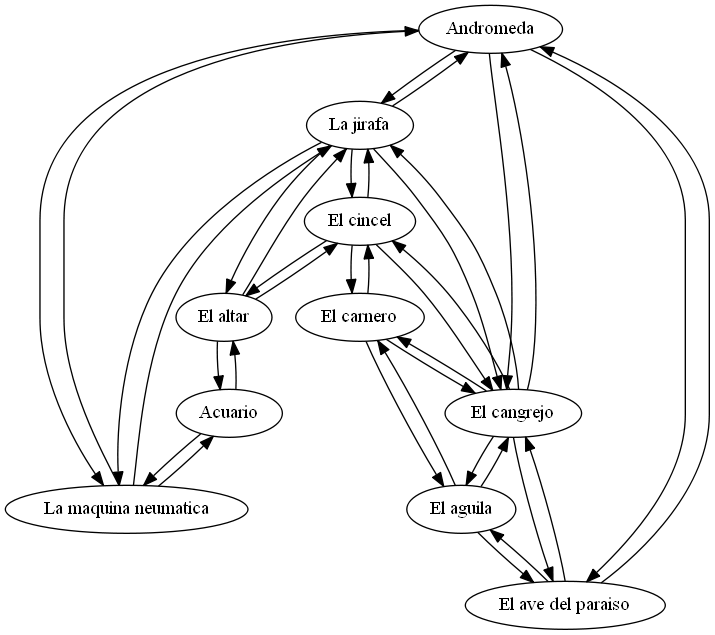 Andromeda
La jirafa
El cincel
El altar
El carnero
Acuario
El cangrejo
La maquina neumatica
El aguila
El ave del paraiso